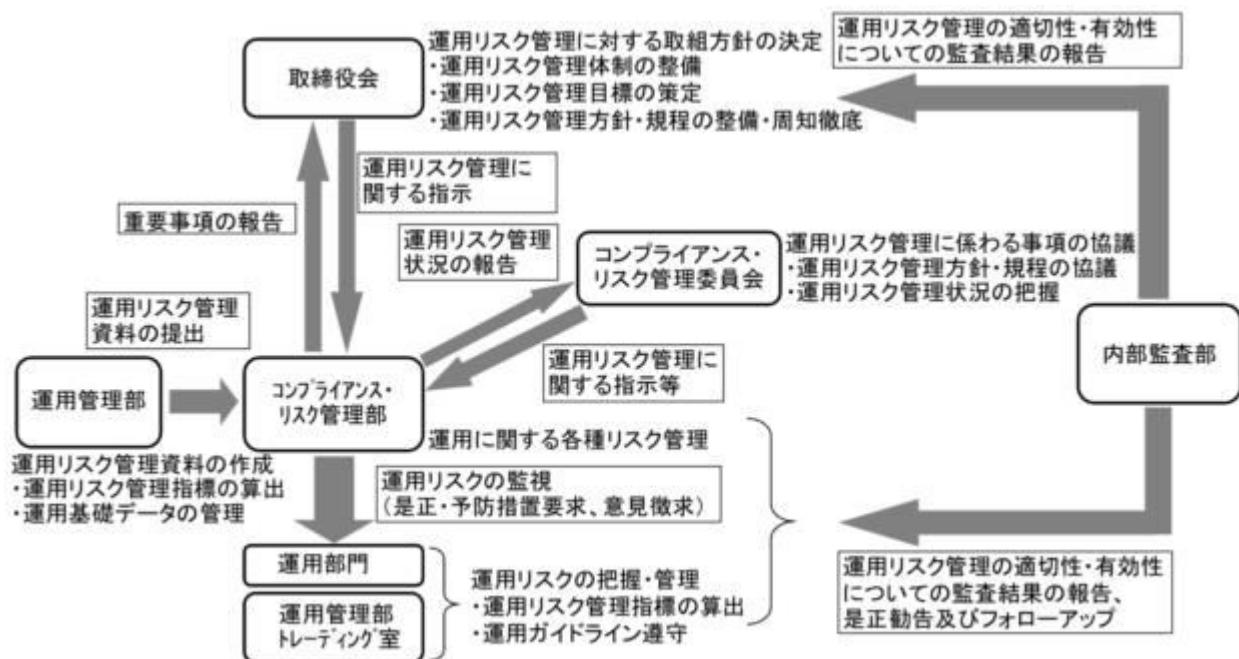 運用リスク管理に対する取組方針の決定
・運用リスク管理体制の整備
・運用リスク管理目標の策定
・運用リスク管理方針・規程の整備・周知徹底
取締役会
運用リスク管理の適切性・有効性
についての監査結果の報告
運用リスク管理に
関する指示
重要事項の報告
運用リスク管理
状況の報告
コンプライアンス・
リスク管理委員会
運用リスク管理に係わる事項の協議
・運用リスク管理方針・規程の協議
・運用リスク管理状況の把握
運用リスク管理
資料の提出
運用リスク管理に
関する指示等
内部監査部
運用管理部
コンプライアンス・
リスク管理部
運用に関する各種リスク管理
運用リスク管理資料の作成
・運用リスク管理指標の算出
・運用基礎データの管理
運用リスクの監視
(是正・予防措置要求、意見徴求)
運用部門
運用管理部
トレーディング室
運用リスクの把握・管理
・運用リスク管理指標の算出
・運用ガイドライン遵守
運用リスク管理の適切性・有効性
についての監査結果の報告、
是正勧告及びフォローアップ